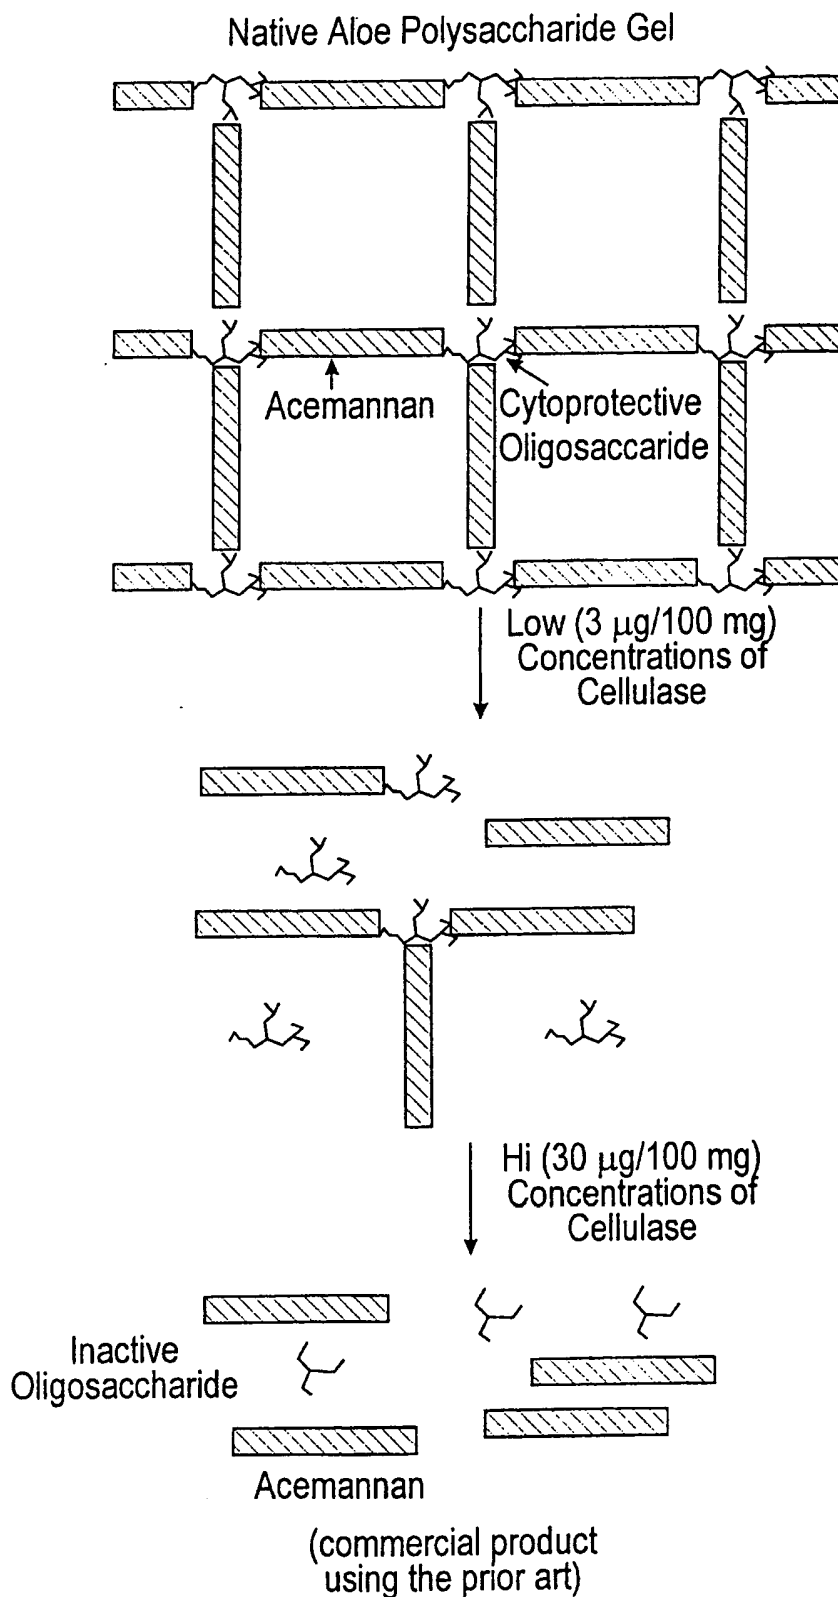 Native Aloe Polysaccharide Gel
Acemannan
Cytoprotective
Oligosaccaride
Low (3 μg/100 mg)
Concentrations of
Cellulase
Hi (30 μg/100 mg)
Concentrations of
Cellulase
Inactive
Oligosaccharide
Acemannan
(commercial product
using the prior art)